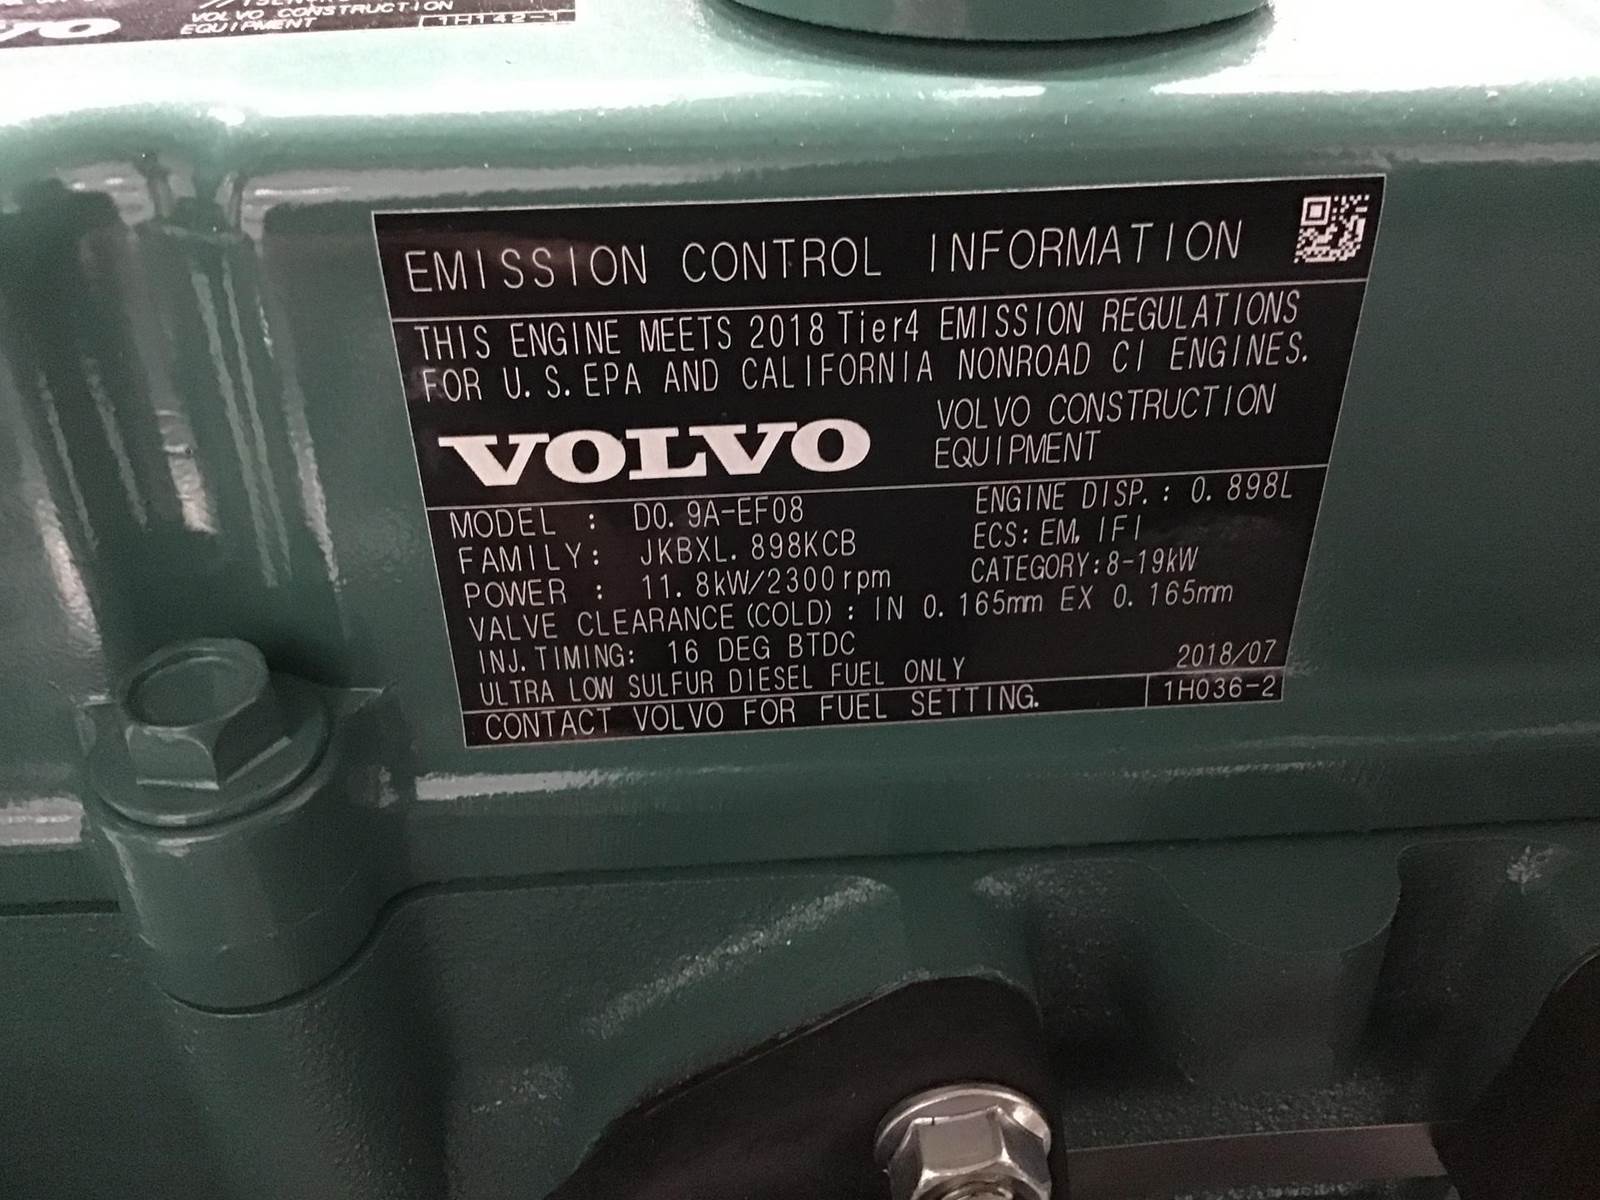 VOLVO CONSTRUCTION
EQUIPMENT
1H142-1
EMISSION CONTROL INFORMATION
THIS ENGINE MEETS 2018 Tier4 EMISSION REGULATIONS
FOR U.S.EPA AND CALIFORNIA NONROAD CI ENGINES.
VOLVO
VOLVO CONSTRUCTION
EQUIPMENT
MODEL : D0.9A-EF08
ENGINE DISP.: 0.898L
FAMILY: JKBXL.898KCB
ECS:EM, IFI
POWER : 11.8kW/2300rpm
CATEGORY:8-19kW
VALVE CLEARANCE(COLD): IN 0.165mm EX 0.165mm
INJ.TIMING: 16 DEG BTDC
2018/07
ULTRA LOW SULFUR DIESEL FUEL ONLY
CONTACT VOLVO FOR FUEL SETTING.
1H036-2